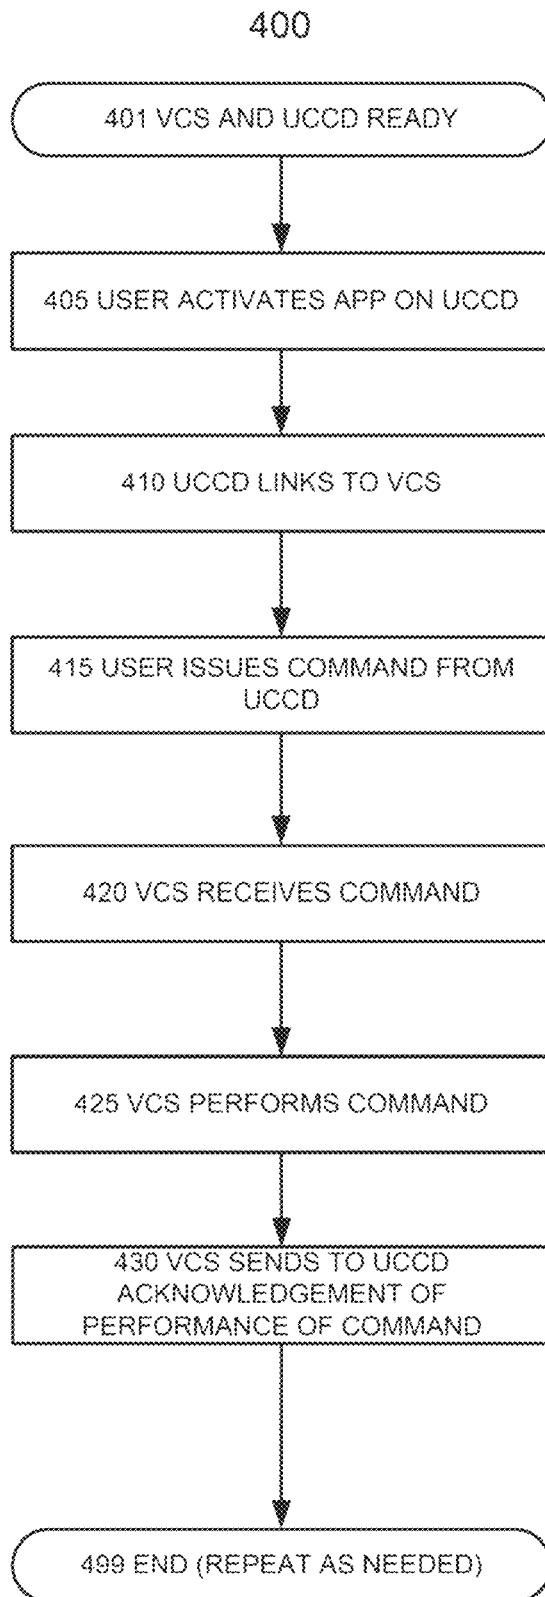 400
401 VCS AND UCCD READY
405 USER ACTIVATES APP ON UCCD
410 UCCD LINKS TO VCS
415 USER ISSUES COMMAND FROM
UCCD
420 VCS RECEIVES COMMAND
425 VCS PERFORMS COMMAND
430 VCS SENDS TO UCCD
ACKNOWLEDGEMENT OF
PERFORMANCE OF COMMAND
499 END (REPEAT AS NEEDED)